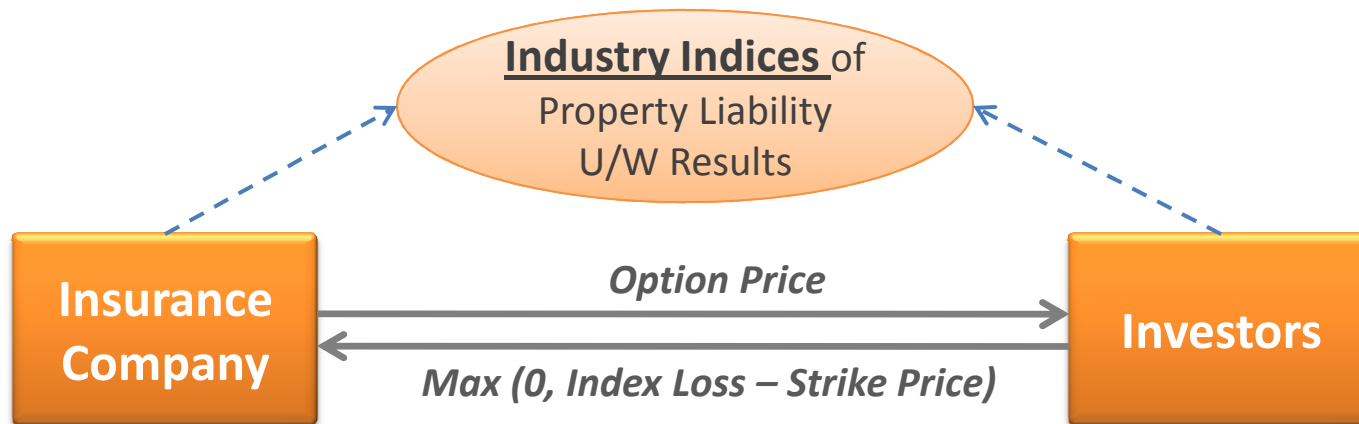 Industry Indices of
Property Liability
U/W Results
Option Price
Insurance
Company
Investors
Max (0, Index Loss – Strike Price)